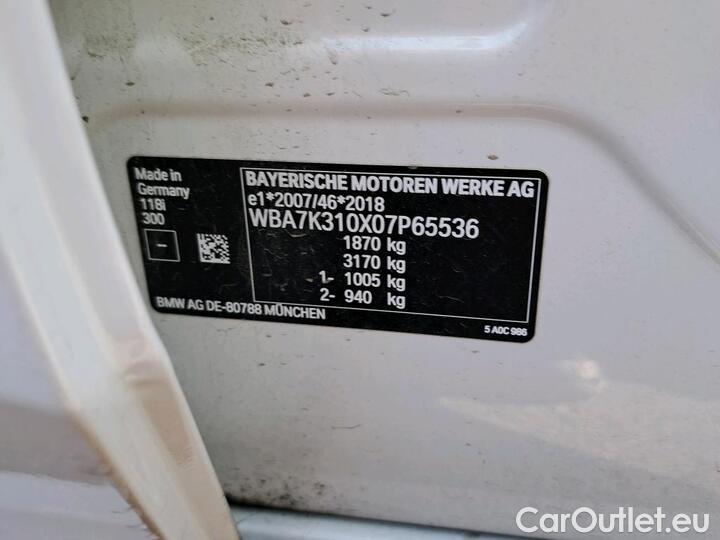 Made in
Germany
118i
300
-
BAYERISCHE MOTOREN WERKE AG
e1*2007/46*2018
WBA7K310X07P65536
1870 kg
3170 kg
1- 1005 kg
2- 940 kg
BMW AG DE-80788 MÜNCHEN
5 A0C 986
CarOutlet.eu